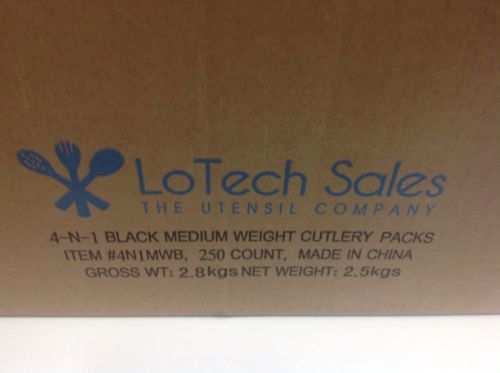 LoTech Sales
THE UTENSIL COMPANY
4-N-1 BLACK MEDIUM WEIGHT CUTLERY PACKS
ITEM #4N1MWB, 250 COUNT, MADE IN CHINA
GROSS WT: 2.8kgs NET WEIGHT: 2.5kgs